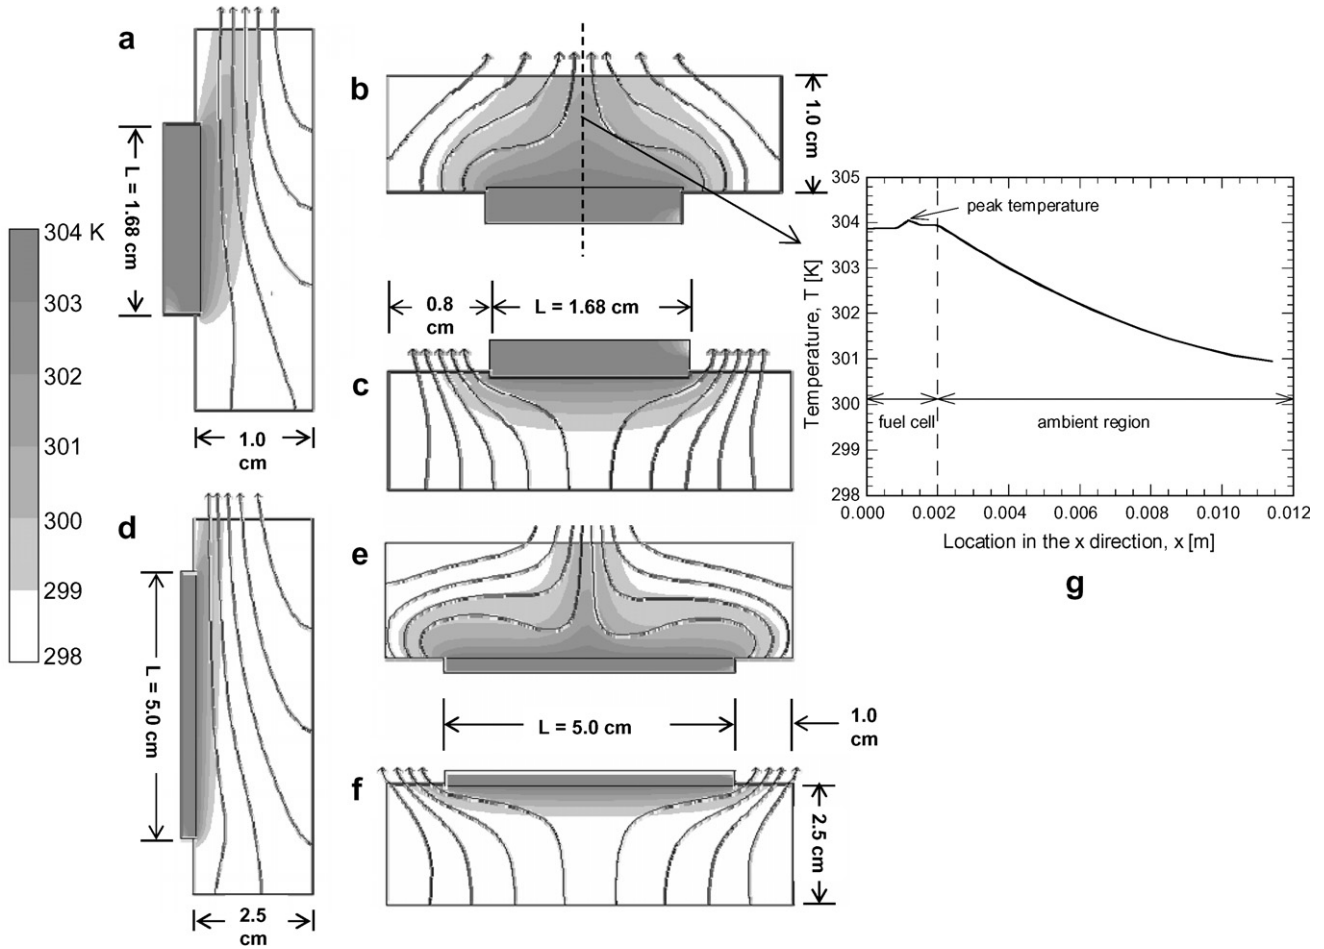 a
L = 1.68 cm
1.0
cm
304 K
303
302
301
300
299
298
b
1.0 cm
0.8
cm
L = 1.68 cm
c
d
L = 5.0 cm
2.5
cm
e
L = 5.0 cm
1.0
cm
f
2.5 cm
305
304
303
302
301
300
299
298
Temperature, T [K]
peak temperature
fuel cell
ambient region
0.000
0.002
0.004
0.006
0.008
0.010
0.012
Location in the x direction, x [m]
g